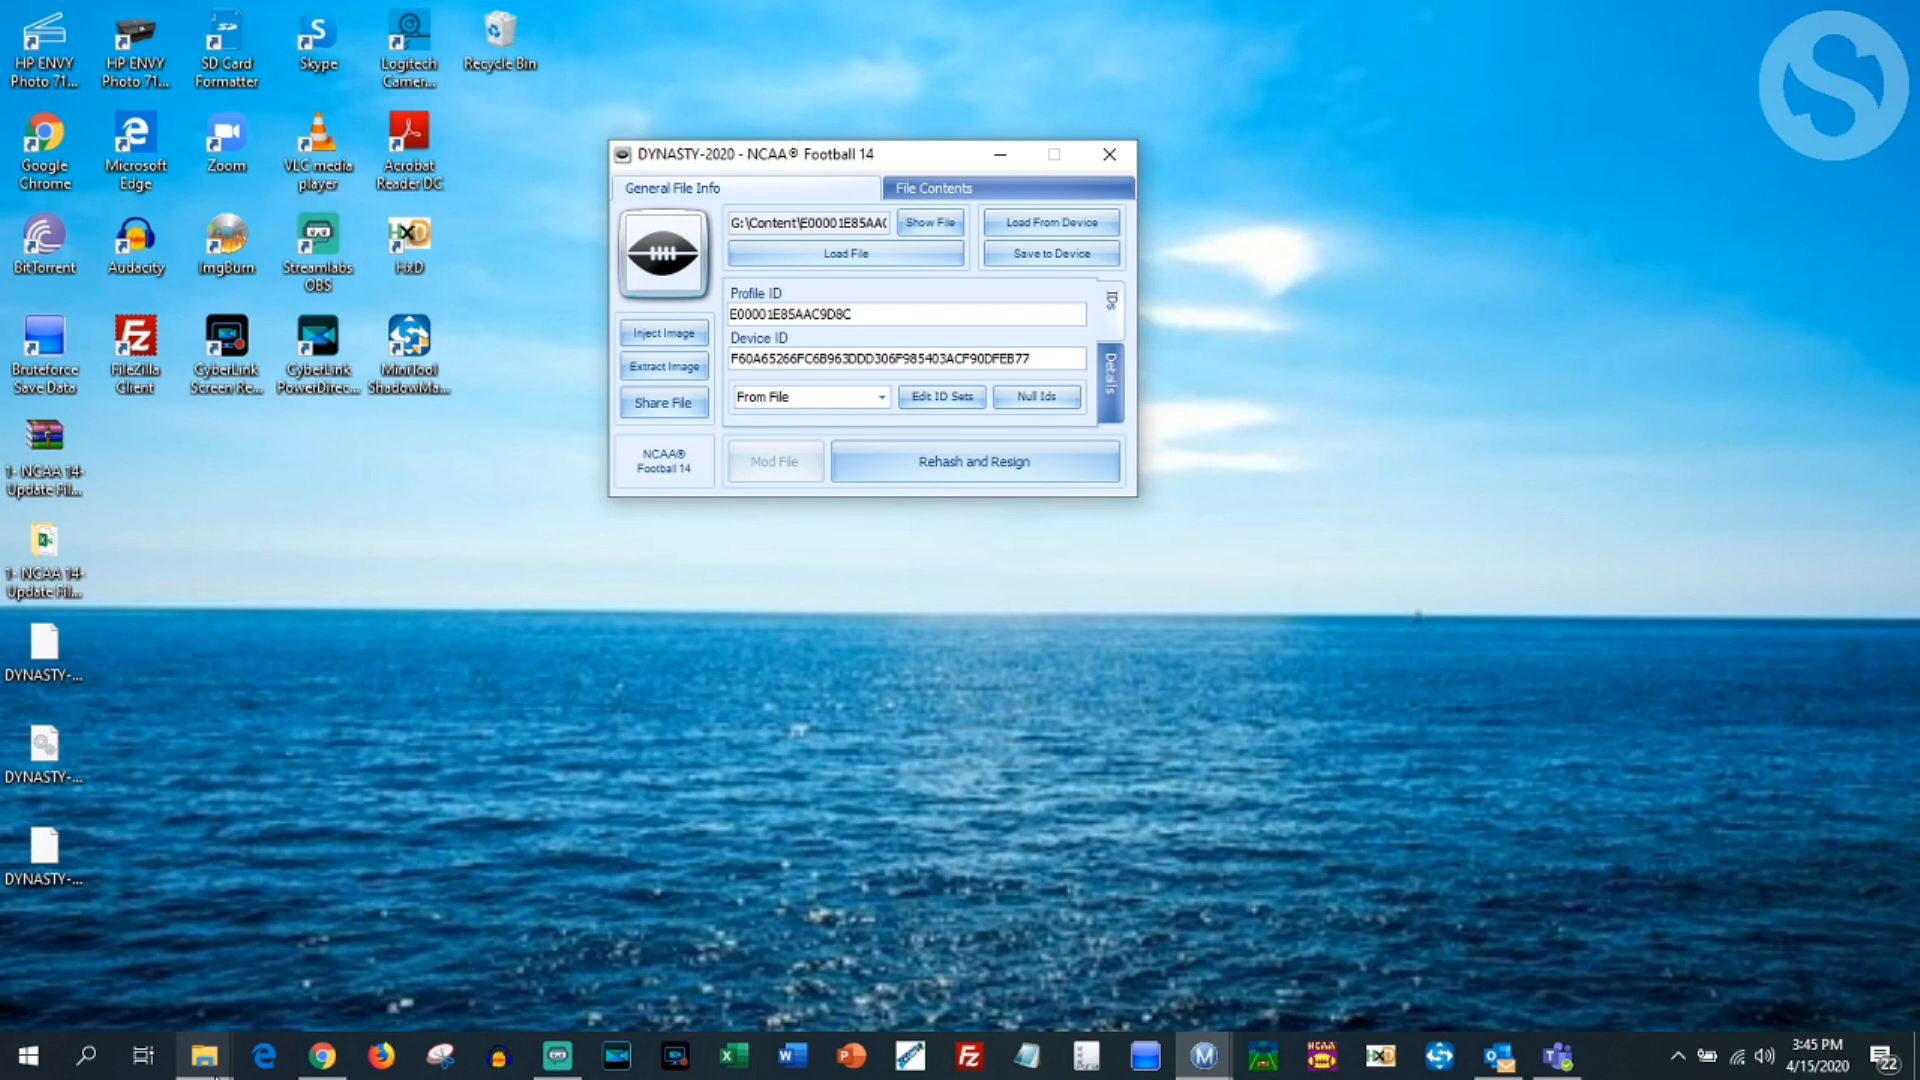 HP ENVY
Photo 71...
HP ENVY
Photo 71...
SD Card
Formatter
Skype
Logitech
Camer...
Recycle Bin
Google
Chrome
Microsoft
Edge
Zoom
VLC media
player
Acrobat
Reader DC
BitTorrent
Audacity
ImgBurn
Streamlabs
OBS
HxD
Bruteforce
Save Data
FileZilla
Client
CyberLink
Screen Re...
CyberLink
PowerDirec...
MiniTool
ShadowMa...
1- NCAA 14-
Update Fil...
1- NCAA 14-
Update Fil...
DYNASTY-...
DYNASTY-...
DYNASTY-...
DYNASTY-2020 - NCAA® Football 14
General File Info
File Contents
G:\Content\E00001E85AAC
Show File
Load From Device
Load File
Save to Device
Profile ID
E00001E85AAC9D8C
Device ID
F60A65266FC6B963DDD306F985403ACF90DFEB77
IDs
Details
Inject Image
Extract Image
Share File
From File
Edit ID Sets
Null Ids
NCAA®
Football 14
Mod File
Rehash and Resign
3:45 PM
4/15/2020
22